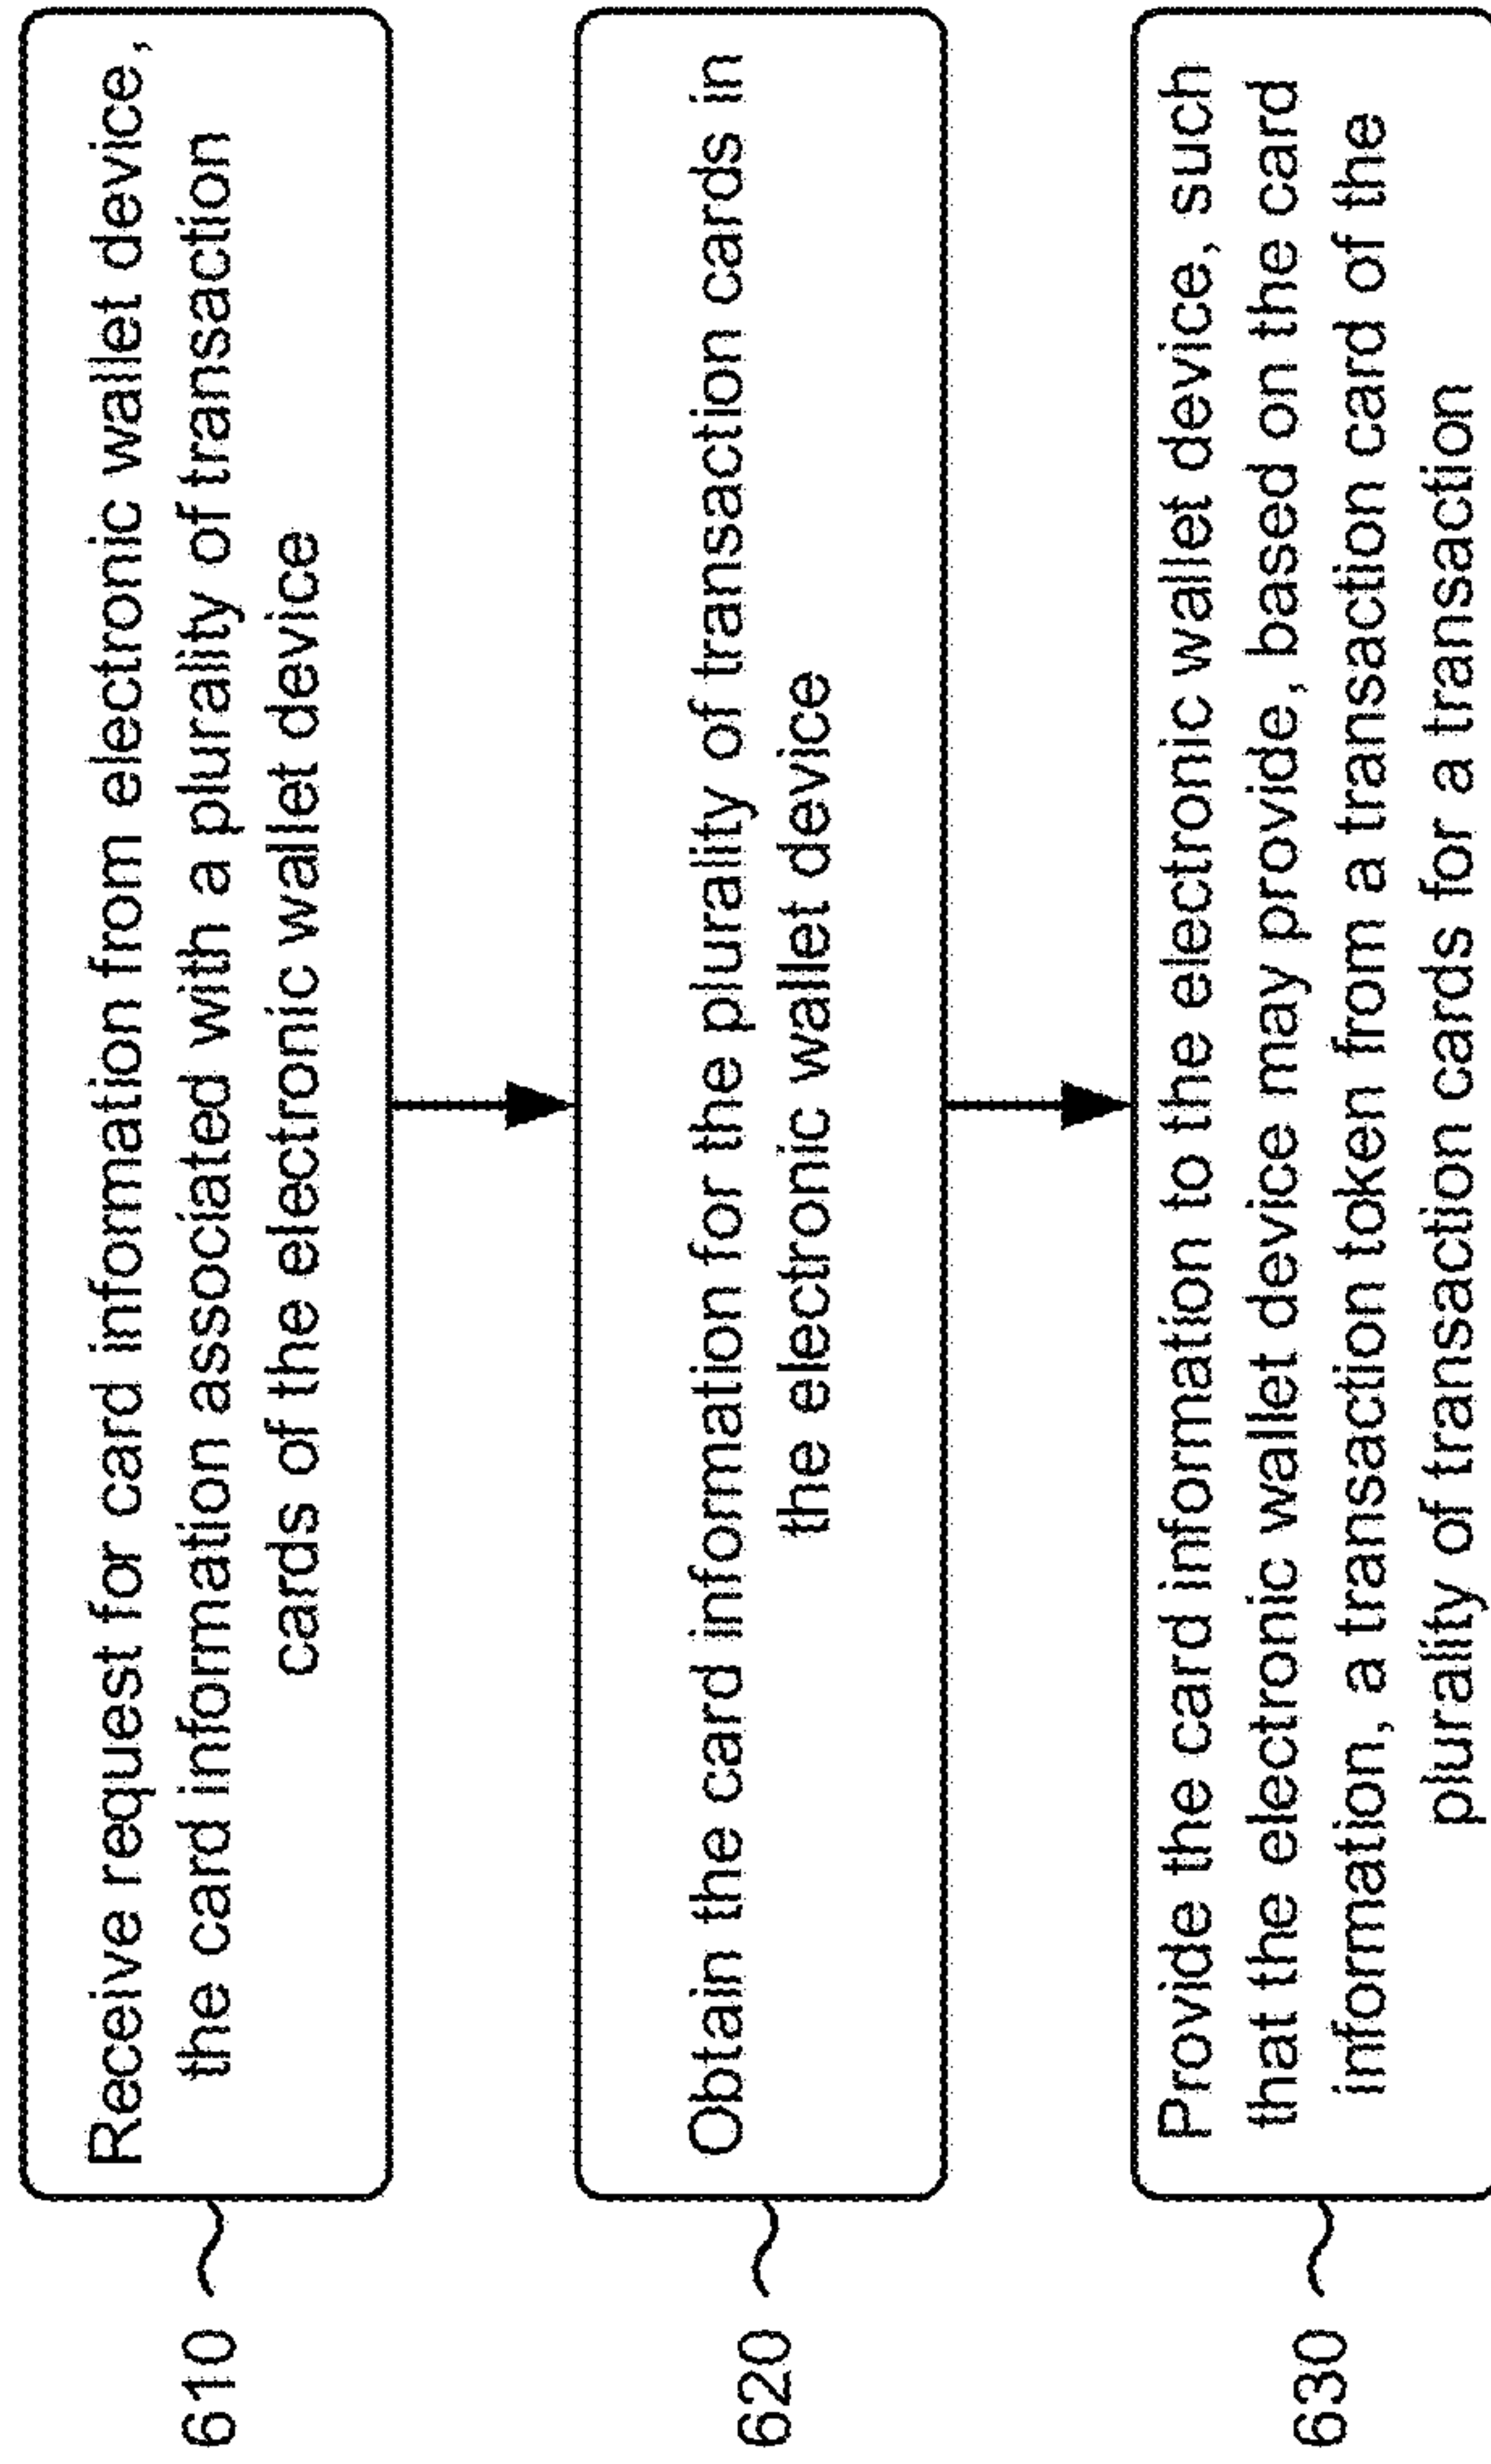 610
Receive request for card information from electronic wallet device,
the card information associated with a plurality of transaction
cards of the electronic wallet device
620
Obtain the card information for the plurality of transaction cards in
the electronic wallet device
630
Provide the card information to the electronic wallet device, such
that the electronic wallet device may provide, based on the card
information, a transaction token from a transaction card of the
plurality of transaction cards for a transaction